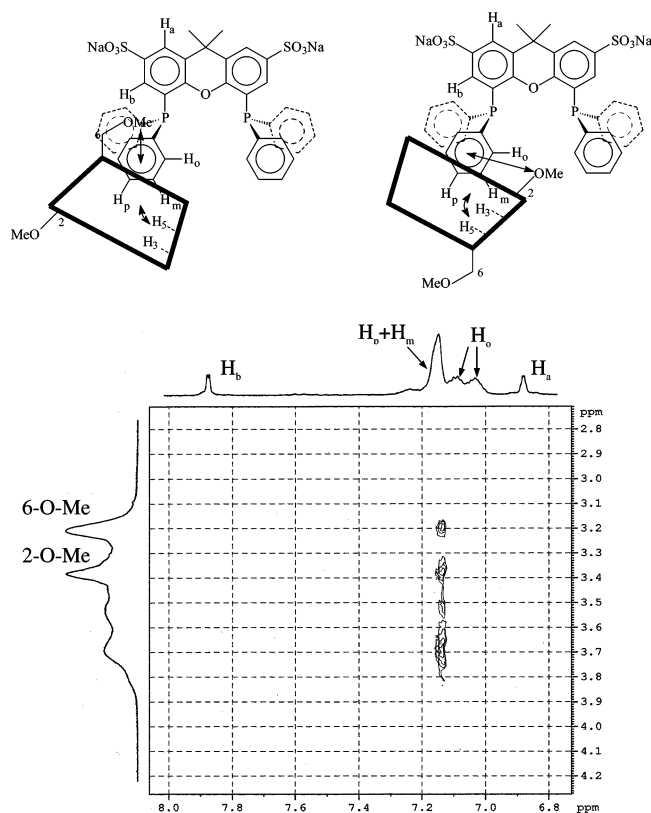 Hₐ
NaO₃S
SO₃Na
H_b
O
P
P
OMe
6
Hₒ
Hₚ
Hₘ
H₅
H₃
2
MeO
Hₐ
NaO₃S
SO₃Na
H_b
O
P
P
Hₒ
OMe
2
Hₚ
Hₘ
H₃
H₅
6
MeO
Hₚ+Hₘ
Hₒ
H_b
Hₐ
ppm
2.8
2.9
3.0
3.1
6-O-Me
3.2
3.3
2-O-Me
3.4
3.5
3.6
3.7
3.8
3.9
4.0
4.1
4.2
8.0 7.8 7.6 7.4 7.2 7.0 6.8 ppm